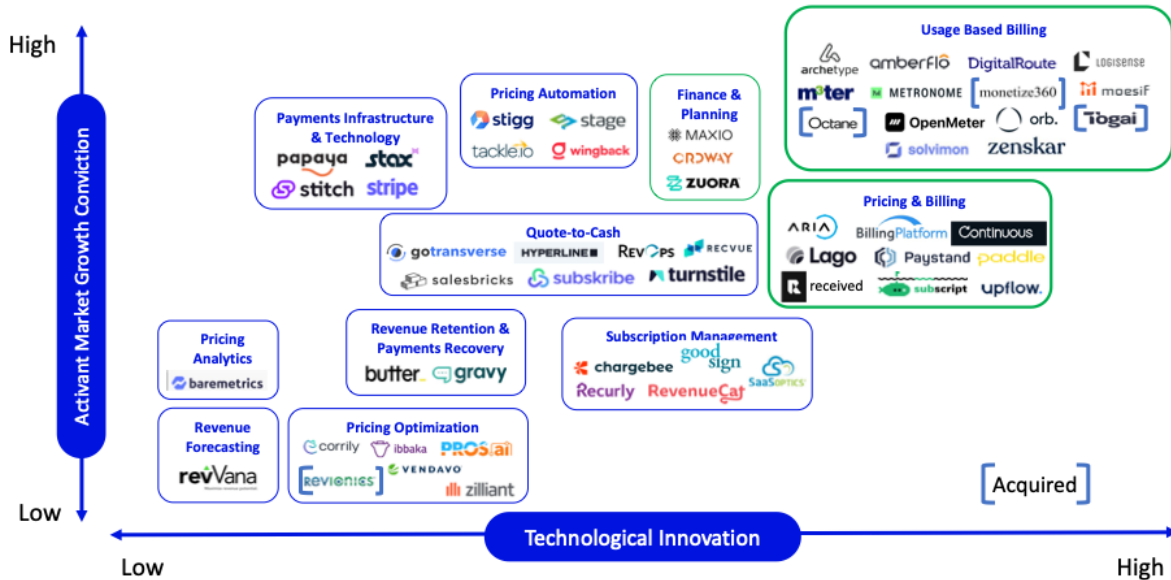 High
Activant Market Growth Conviction
Low
Usage Based Billing
archetype
amberflo
DigitalRoute
LOGISENSE
m3ter
METRONOME
[monetize360]
moesif
[Octane]
OpenMeter
orb.
[Togai]
solvimon
zenskar
Pricing Automation
stigg
stage
tackle.io
wingback
Finance &
Planning
MAXIO
ORDWAY
ZUORA
Payments Infrastructure
& Technology
papaya
stax
stitch
stripe
Pricing & Billing
ARIA
BillingPlatform
Continuous
Lago
Paystand
paddle
received
subscript
upflow.
Quote-to-Cash
gotransverse
HYPERLINE
REVOPS
RECVUE
salesbricks
subskribe
turnstile
Pricing
Analytics
baremetrics
Revenue Retention &
Payments Recovery
butter
gravy
Subscription Management
chargebee
good
sign
SaaSOPTICS
Recurly
RevenueCat
Revenue
Forecasting
revVana
Pricing Optimization
corrily
ibbaka
PROS.ai
[REVIONICS]
VENDAVO
zilliant
[Acquired]
Technological Innovation
Low
High